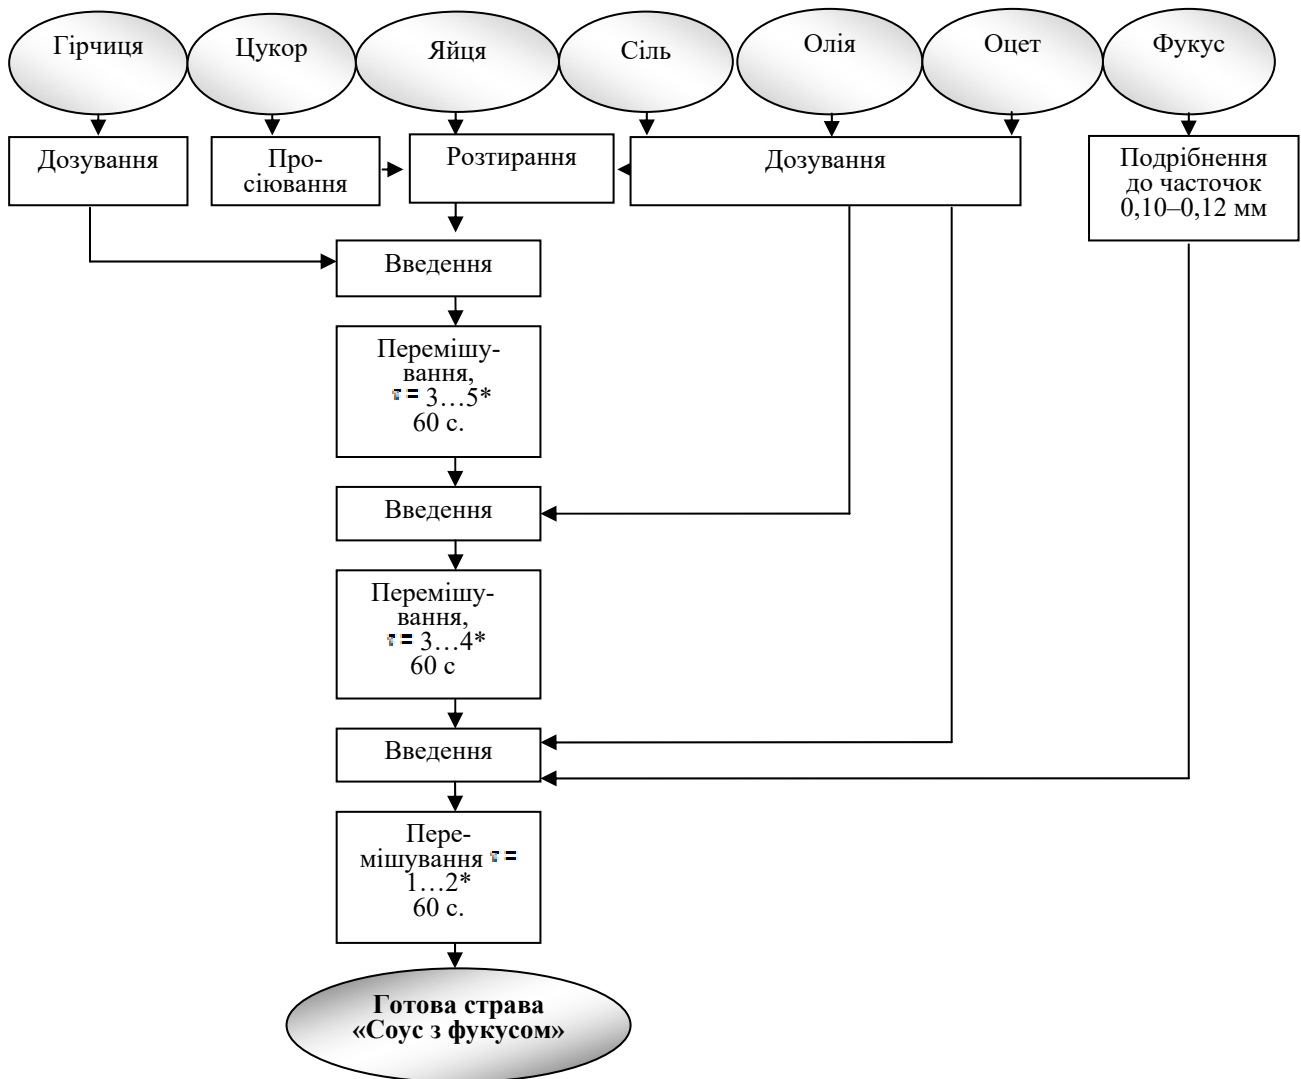 Гірчиця
Цукор
Яйця
Сіль
Олія
Оцет
Фукус
Дозування
Про-
сіювання
Розтирання
Дозування
Подрібнення
до часточок
0,10–0,12 мм
Введення
Перемішу-
вання,
τ = 3…5*
60 с.
Введення
Перемішу-
вання,
τ = 3…4*
60 с
Введення
Пере-
мішування τ =
1…2*
60 с.
Готова страва
«Соус з фукусом»